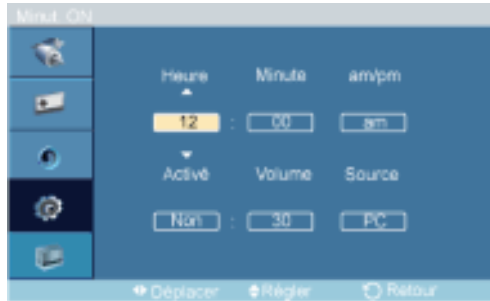 Minut. ON
Heure Minute am/pm
12 : 00 am
Activé Volume Source
Non : 30 PC
Déplacer Régler Retour